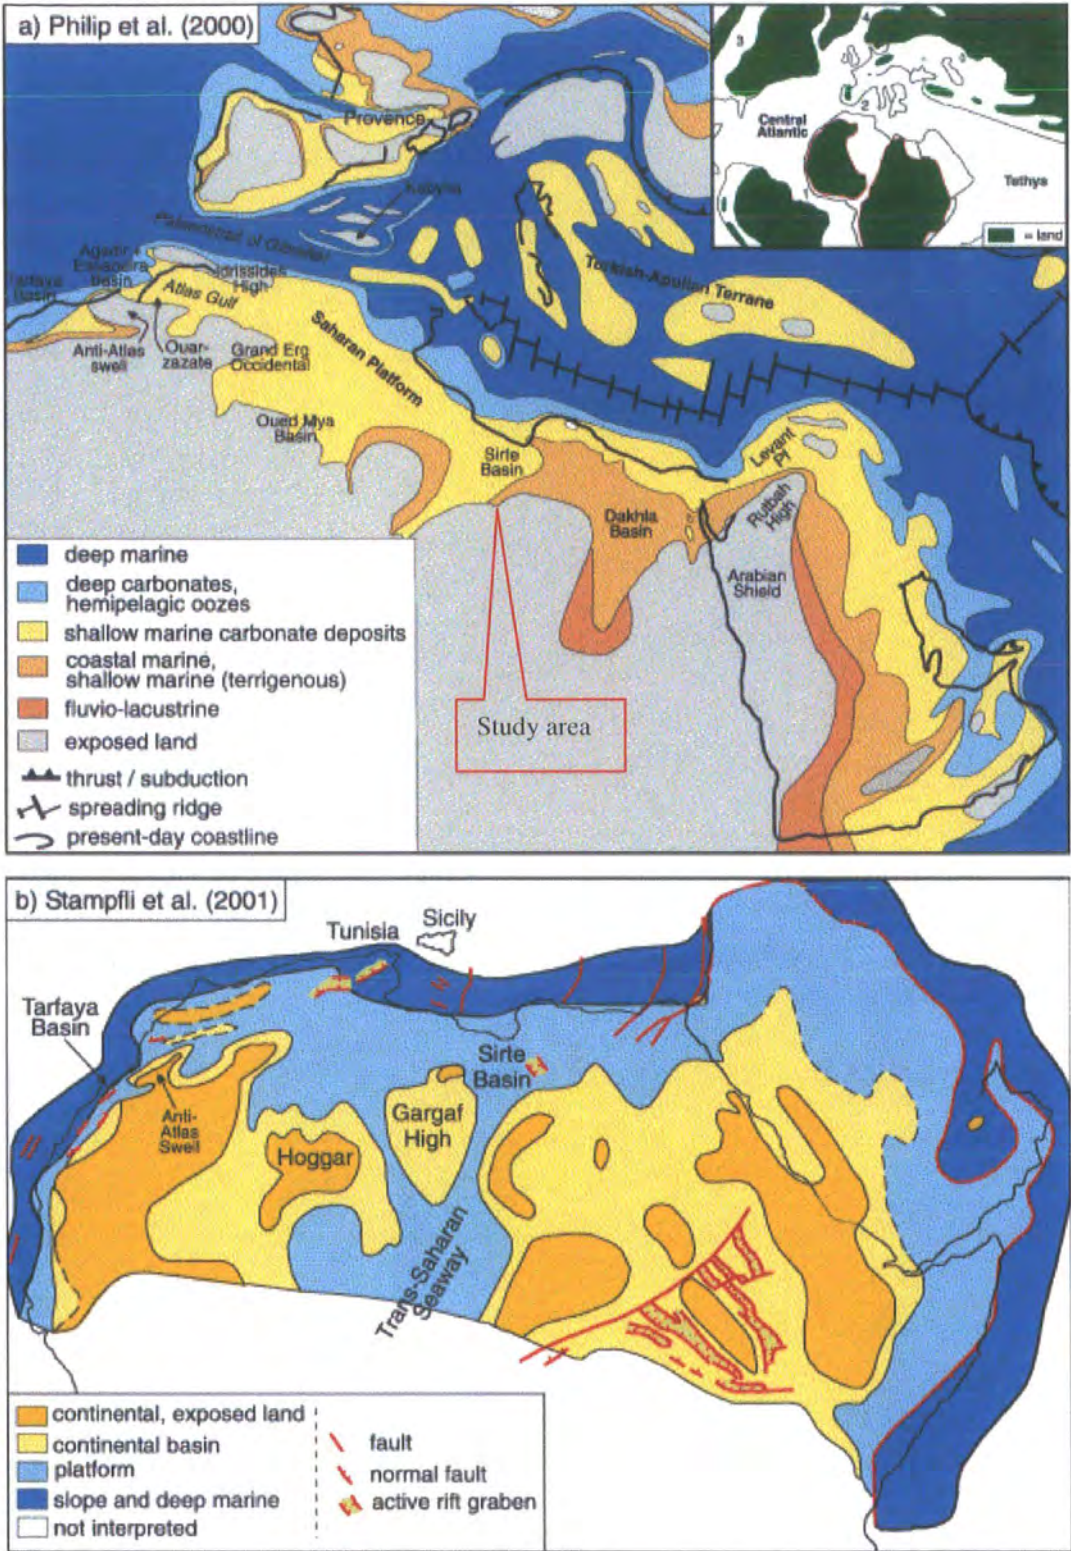 a) Philip et al. (2000)
3
4
Central
Atlantic
2
1
Tethys
= land
Provence
Kabylia
Agadir-
Essaouira
Basin
Tarfaya
Basin
Idrissides
High
Atlas Gulf
Anti-Atlas
swell
Ouar-
zazate
Grand Erg
Occidental
Saharan Platform
Turkish-Apulian Terrane
Oued Mya
Basin
Sirte
Basin
Dakhla
Basin
Levant Pl
Rutbah
High
Arabian
Shield
Study area
deep marine
deep carbonates,
hemipelagic oozes
shallow marine carbonate deposits
coastal marine,
shallow marine (terrigenous)
fluvio-lacustrine
exposed land
thrust / subduction
spreading ridge
present-day coastline
b) Stampfli et al. (2001)
Tunisia
Sicily
Tarfaya
Basin
Anti-
Atlas
Swell
Hoggar
Gargaf
High
Sirte
Basin
Trans-Saharan
Seaway
continental, exposed land
continental basin
platform
slope and deep marine
not interpreted
fault
normal fault
active rift graben